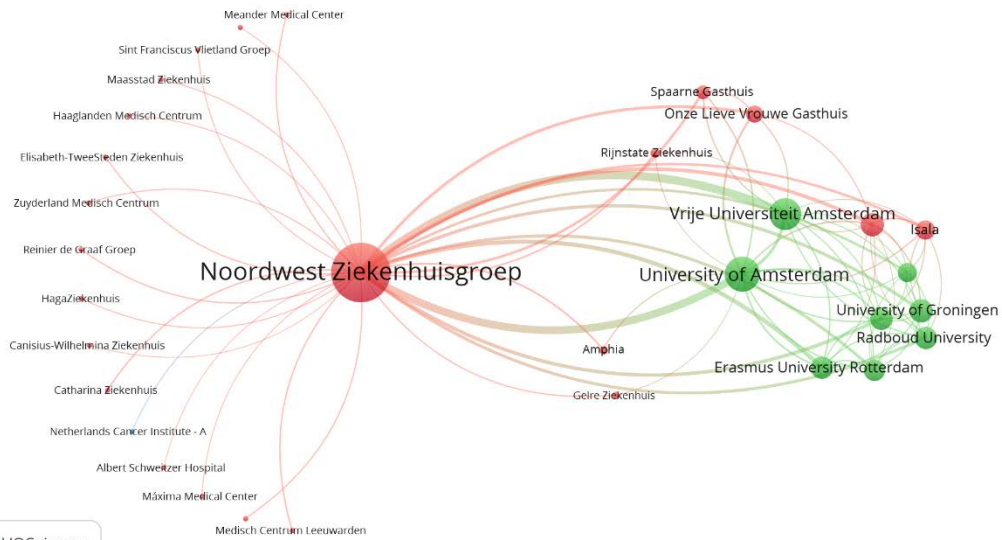 Meander Medical Center
Sint Franciscus Vlietland Groep
Maasstad Ziekenhuis
Haaglanden Medisch Centrum
Elisabeth-TweeSteden Ziekenhuis
Zuyderland Medisch Centrum
Reinier de Graaf Groep
HagaZiekenhuis
Canisius-Wilhelmina Ziekenhuis
Catharina Ziekenhuis
Netherlands Cancer Institute - A
Albert Schweitzer Hospital
Máxima Medical Center
Medisch Centrum Leeuwarden
Noordwest Ziekenhuisgroep
Spaarne Gasthuis
Onze Lieve Vrouwe Gasthuis
Rijnstate Ziekenhuis
Vrije Universiteit Amsterdam
Isala
University of Amsterdam
University of Groningen
Radboud University
Amphia
Erasmus University Rotterdam
Gelre Ziekenhuis